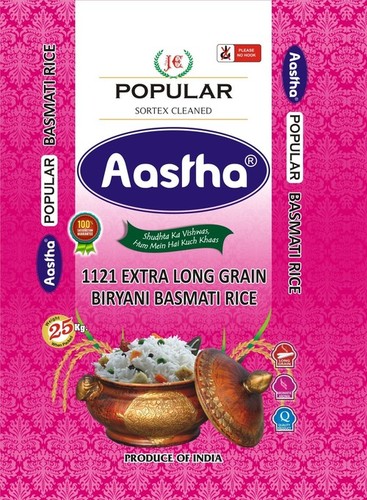 JC
PLEASE
NO HOOK
POPULAR
SORTEX CLEANED
Aastha®
Shudhta Ka Vishwas,
Hum Mein Hai Kuch Khaas
100%
1121 EXTRA LONG GRAIN
BIRYANI BASMATI RICE
25 Kg.
PRODUCE OF INDIA
Aastha® POPULAR BASMATI RICE
Aastha® POPULAR BASMATI RICE